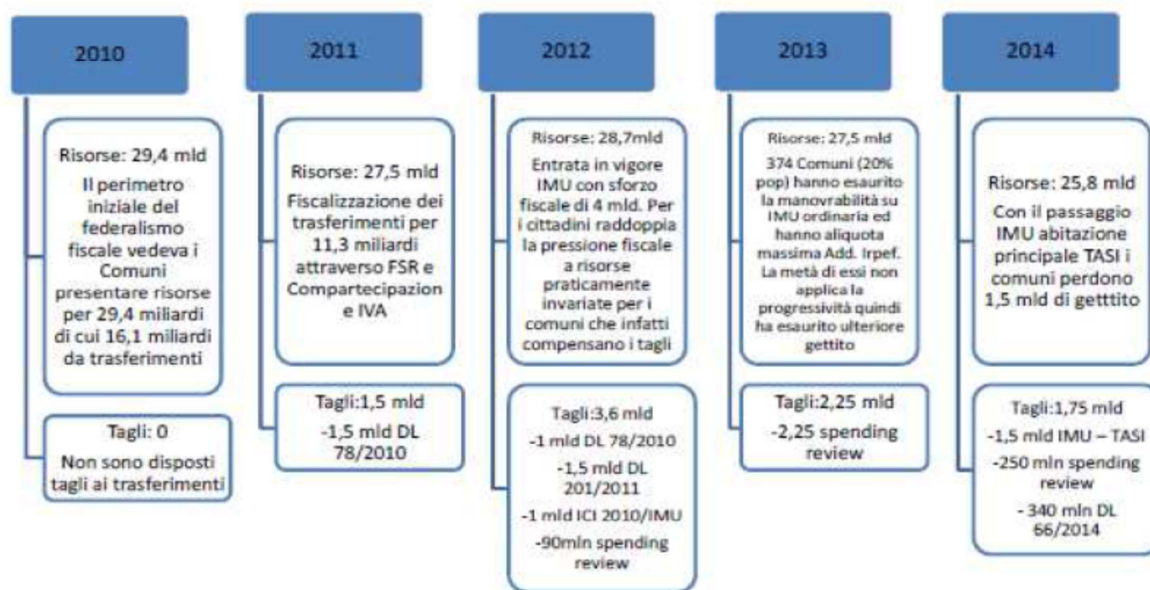 2010
Risorse: 29,4 mld
Il perimetro
iniziale del
federalismo
fiscale vedeva i
Comuni
presentare risorse
per 29,4 miliardi
di cui 16,1 miliardi
da trasferimenti
Tagli: 0
Non sono disposti
tagli ai trasferimenti
2011
Risorse: 27,5 mld
Fiscalizzazione dei
trasferimenti per
11,3 miliardi
attraverso FSR e
Compartecipazion
e IVA
Tagli:1,5 mld
-1,5 mld DL
78/2010
2012
Risorse: 28,7mld
Entrata in vigore
IMU con sforzo
fiscale di 4 mld. Per
i cittadini raddoppia
la pressione fiscale
a risorse
praticamente
invariate per i
comuni che infatti
compensano i tagli
Tagli:3,6 mld
-1 mld DL 78/2010
-1,5 mld DL
201/2011
-1 mld ICI 2010/IMU
-90mln spending
review
2013
Risorse: 27,5 mld
374 Comuni (20%
pop) hanno esaurito
la manovrabilità su
IMU ordinaria ed
hanno aliquota
massima Add. Irpef.
La metà di essi non
applica la
progressività quindi
ha esaurito ulteriore
gettito
Tagli:2,25 mld
-2,25 spending
review
2014
Risorse: 25,8 mld
Con il passaggio
IMU abitazione
principale TASI i
comuni perdono
1,5 mld di getttito
Tagli:1,75 mld
-1,5 mld IMU – TASI
-250 mln spending
review
- 340 mln DL
66/2014